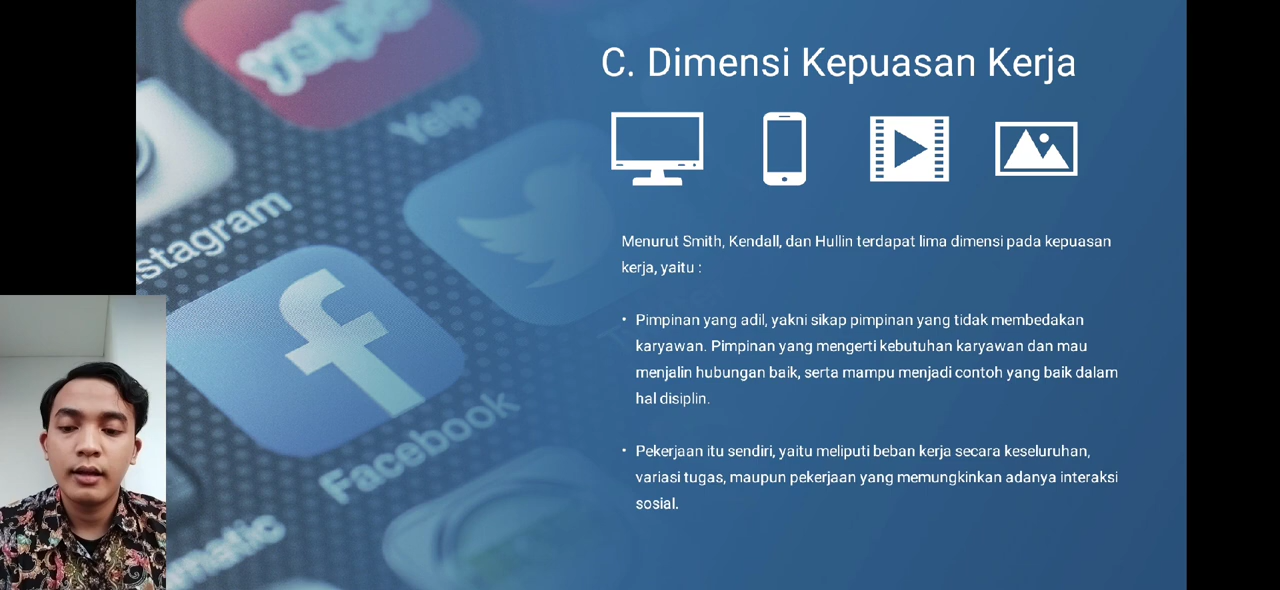 C. Dimensi Kepuasan Kerja
Menurut Smith, Kendall, dan Hullin terdapat lima dimensi pada kepuasan
kerja, yaitu :
• Pimpinan yang adil, yakni sikap pimpinan yang tidak membedakan
karyawan. Pimpinan yang mengerti kebutuhan karyawan dan mau
menjalin hubungan baik, serta mampu menjadi contoh yang baik dalam
hal disiplin.
• Pekerjaan itu sendiri, yaitu meliputi beban kerja secara keseluruhan,
variasi tugas, maupun pekerjaan yang memungkinkan adanya interaksi
sosial.
yelp
Yelp
stagram
f
Facebook
matic